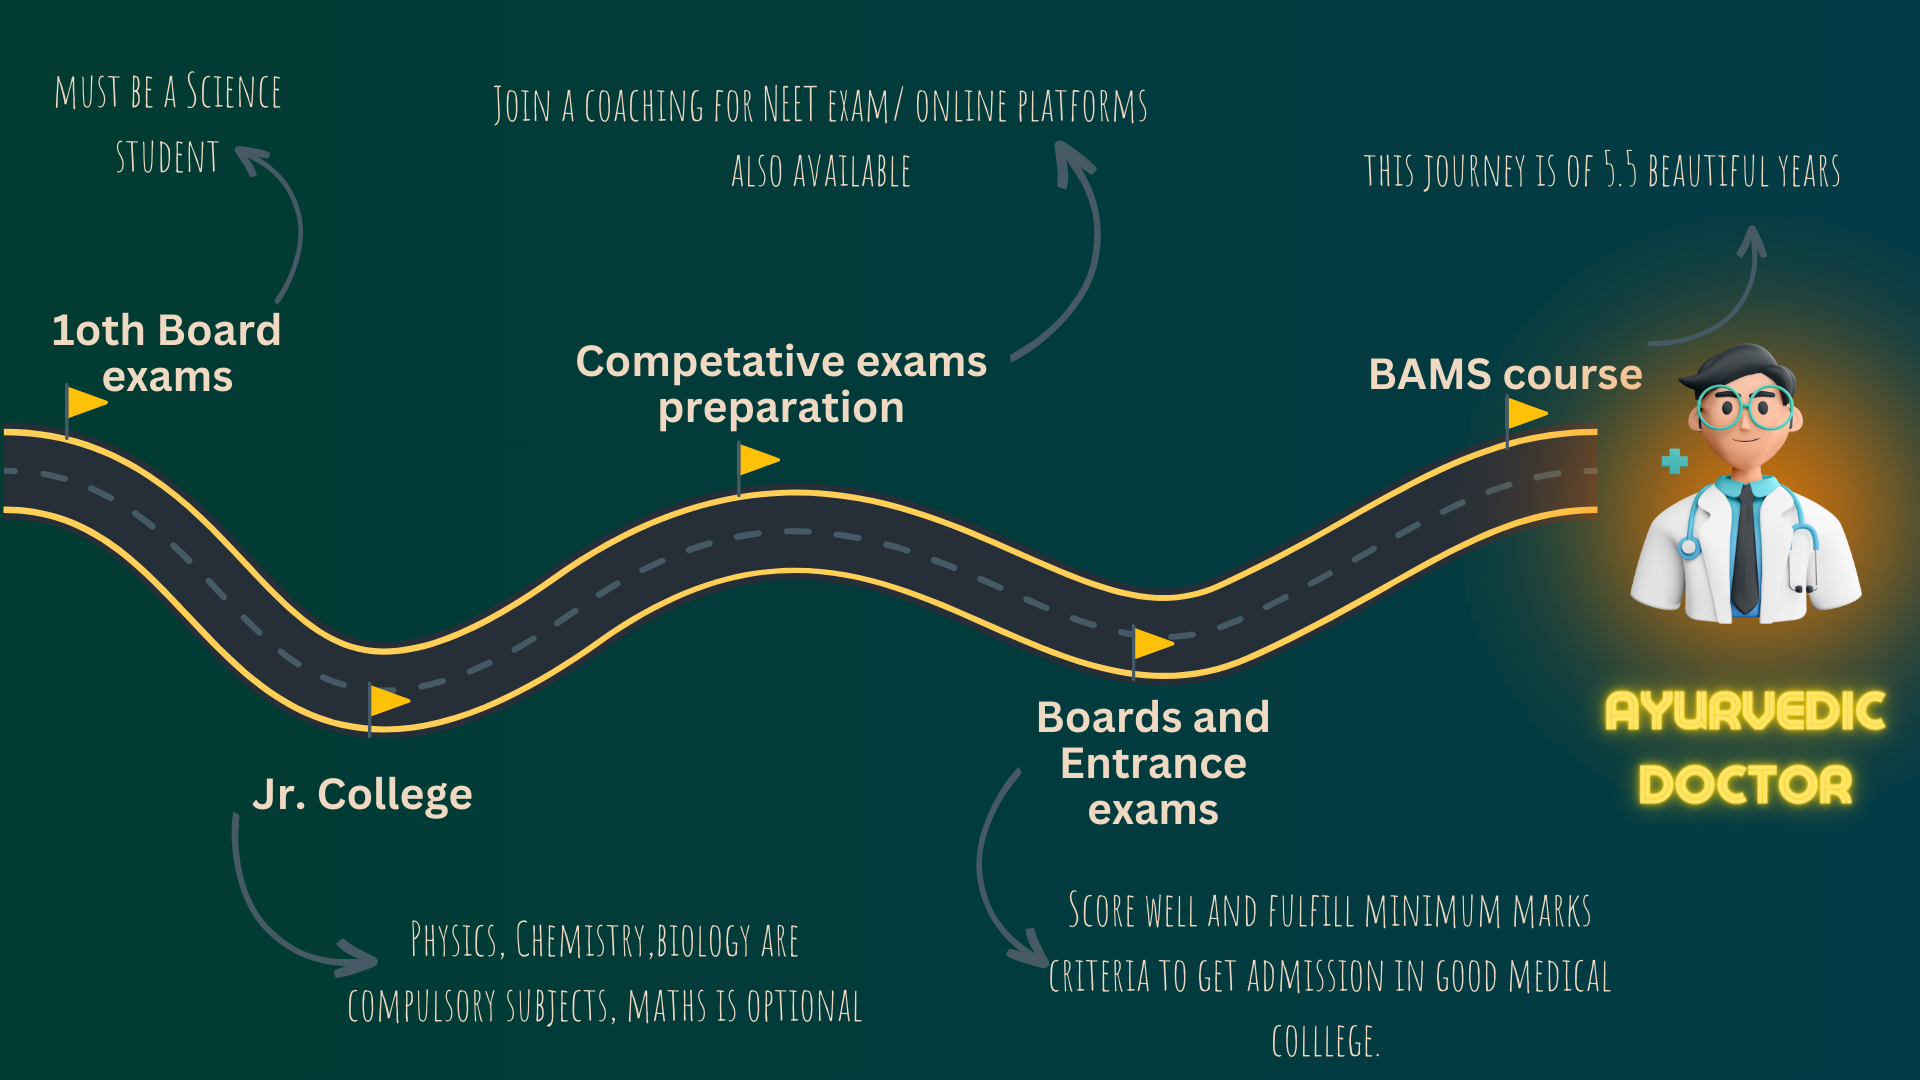 must be a Science
student
1oth Board
exams
Jr. College
Physics, Chemistry,biology are
compulsory subjects, maths is optional
Join a coaching for NEET exam/ online platforms
also available
Competative exams
preparation
Boards and
Entrance
exams
Score well and fulfill minimum marks
criteria to get admission in good medical
colllege.
this journey is of 5.5 beautiful years
BAMS course
AYURVEDIC
DOCTOR